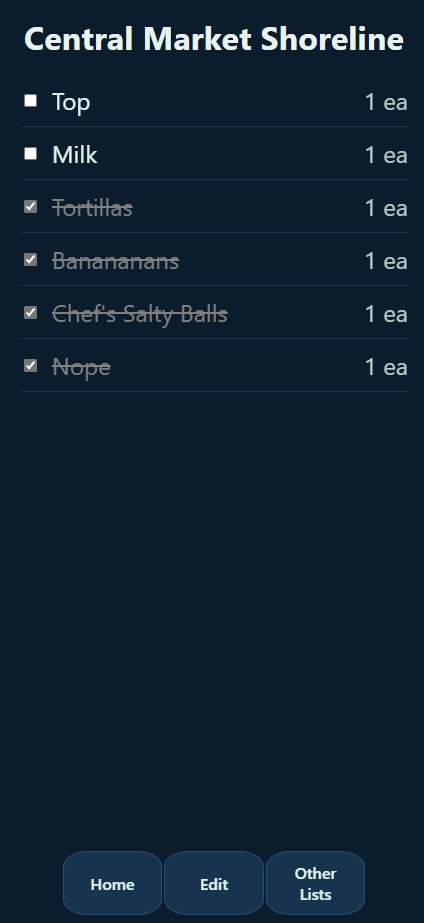 Central Market Shoreline
Top 1 ea
Milk 1 ea
Tortillas 1 ea
Banananans 1 ea
Chef's Salty Balls 1 ea
Nope 1 ea
Home Edit Other
Lists